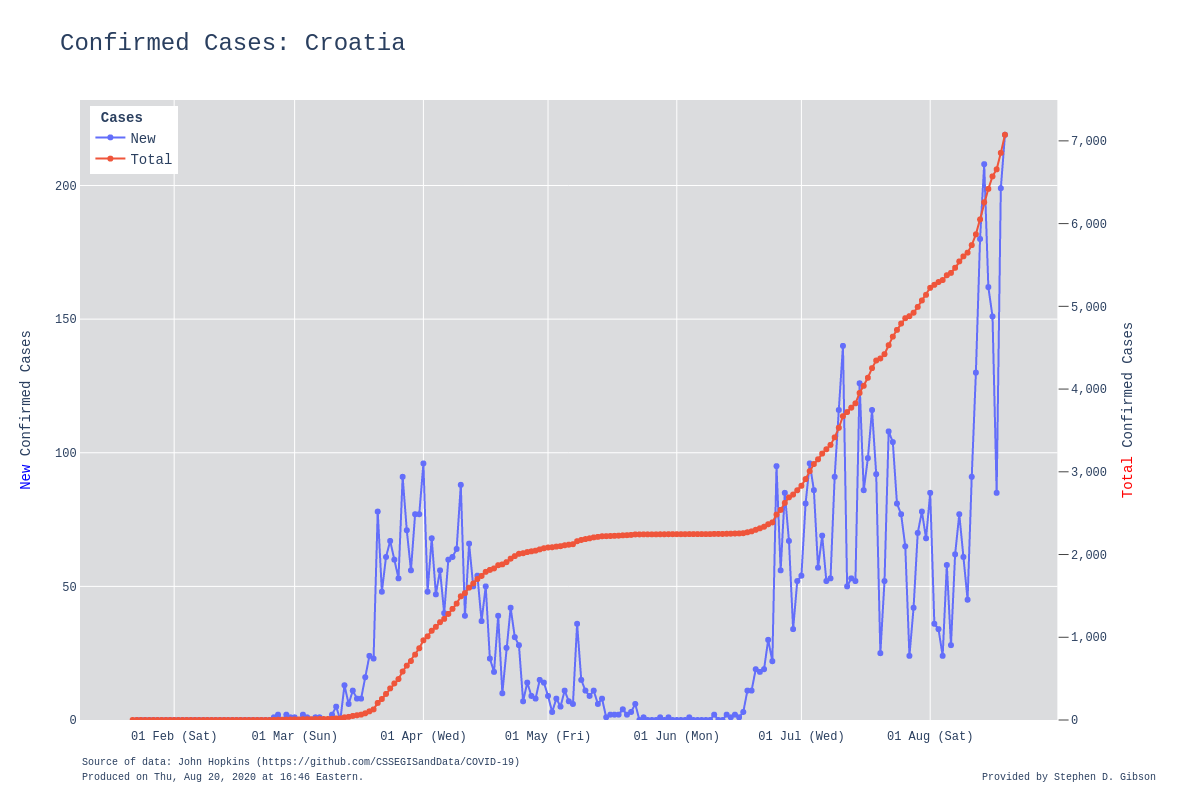 Confirmed Cases: Croatia
Cases
New
Total
200
150
100
50
0
7,000
6,000
5,000
4,000
3,000
2,000
1,000
0
New Confirmed Cases
Total Confirmed Cases
01 Feb (Sat) 01 Mar (Sun) 01 Apr (Wed) 01 May (Fri) 01 Jun (Mon) 01 Jul (Wed) 01 Aug (Sat)
Source of data: John Hopkins (https://github.com/CSSEGISandData/COVID-19)
Produced on Thu, Aug 20, 2020 at 16:46 Eastern.
Provided by Stephen D. Gibson